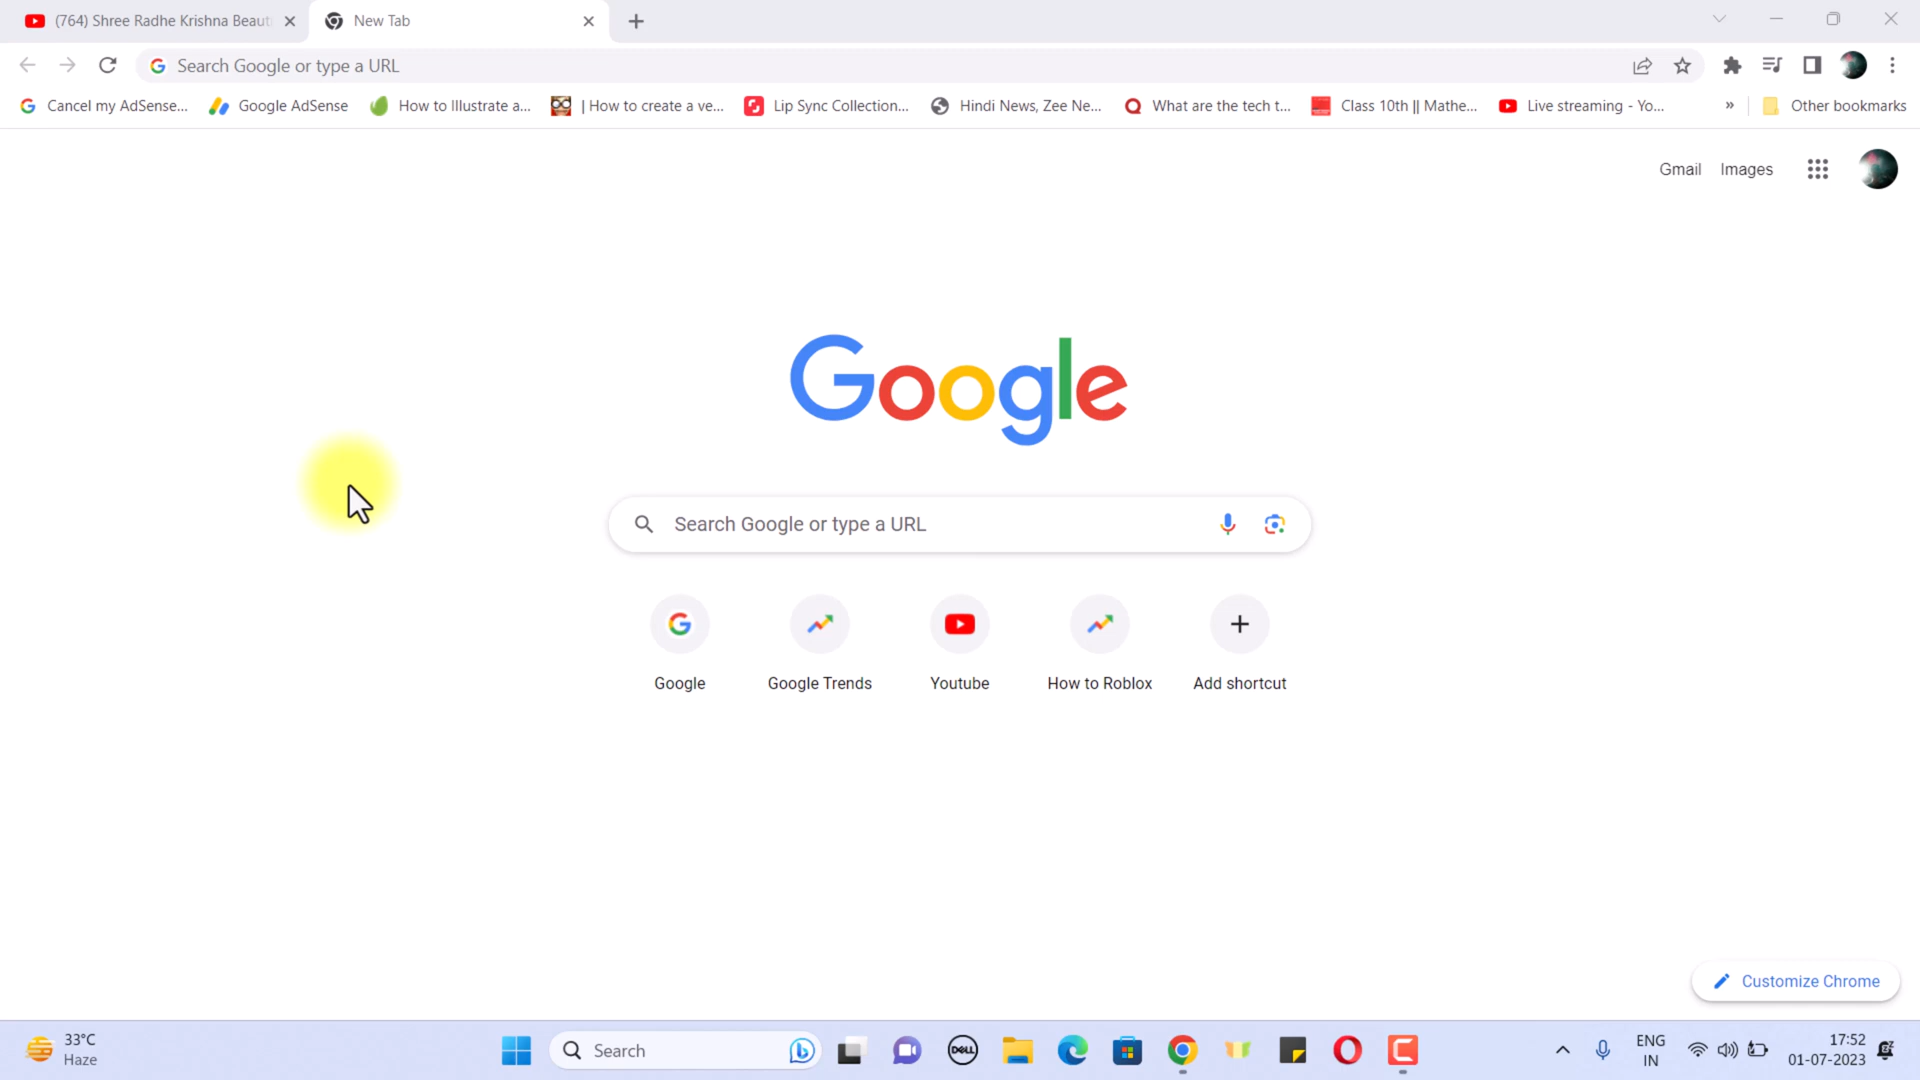 (764) Shree Radhe Krishna Beaut
New Tab
Search Google or type a URL
Cancel my AdSense...
Google AdSense
How to Illustrate a...
| How to create a ve...
Lip Sync Collection...
Hindi News, Zee Ne...
What are the tech t...
Class 10th || Mathe...
Live streaming - Yo...
»
Other bookmarks
Gmail
Images
Google
Search Google or type a URL
Google
Google Trends
Youtube
How to Roblox
Add shortcut
Customize Chrome
33°C
Haze
Search
DELL
ENG
IN
17:52
01-07-2023